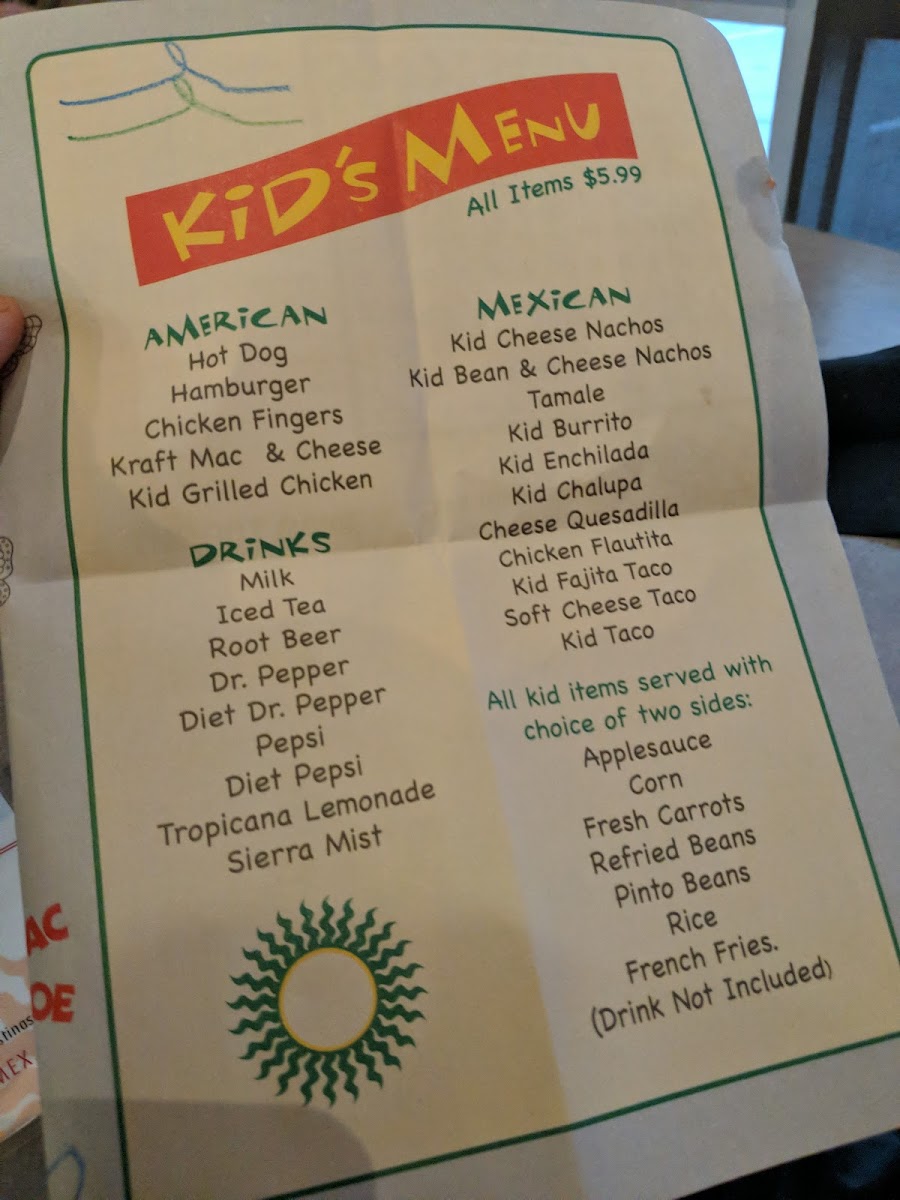 KiD'S MENU
All Items $5.99
AMERiCAN
Hot Dog
Hamburger
Chicken Fingers
Kraft Mac & Cheese
Kid Grilled Chicken
DRiNKS
Milk
Iced Tea
Root Beer
Dr. Pepper
Diet Dr. Pepper
Pepsi
Diet Pepsi
Tropicana Lemonade
Sierra Mist
MEXiCAN
Kid Cheese Nachos
Kid Bean & Cheese Nachos
Tamale
Kid Burrito
Kid Enchilada
Kid Chalupa
Cheese Quesadilla
Chicken Flautita
Kid Fajita Taco
Soft Cheese Taco
Kid Taco
All kid items served with
choice of two sides:
Applesauce
Corn
Fresh Carrots
Refried Beans
Pinto Beans
Rice
French Fries.
(Drink Not Included)
AC
OE
stinos
MEX